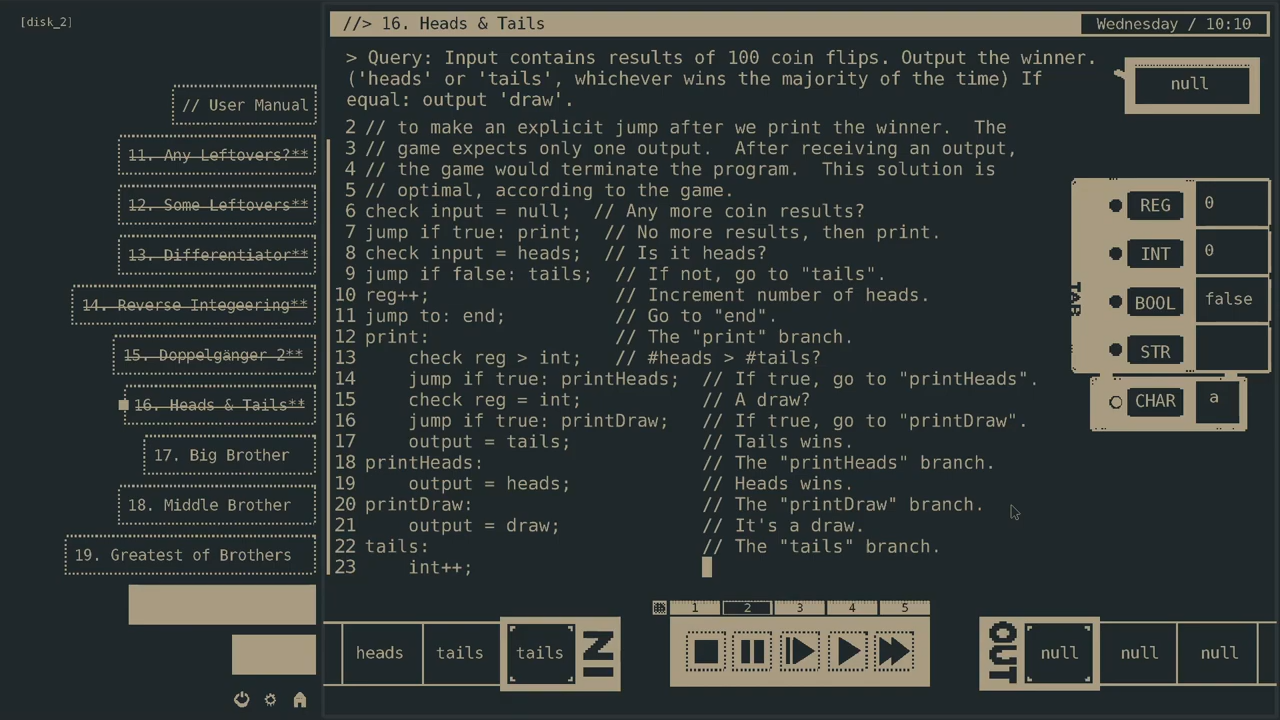 [disk_2]
//> 16. Heads & Tails
Wednesday / 10:10
> Query: Input contains results of 100 coin flips. Output the winner.
('heads' or 'tails', whichever wins the majority of the time) If
equal: output 'draw'.
null
// User Manual
11. Any Leftovers?**
12. Some Leftovers**
13. Differentiator**
14. Reverse Integeering**
15. Doppelgänger 2**
16. Heads & Tails**
17. Big Brother
18. Middle Brother
19. Greatest of Brothers
2 // to make an explicit jump after we print the winner.  The
3 // game expects only one output.  After receiving an output,
4 // the game would terminate the program.  This solution is
5 // optimal, according to the game.
6 check input = null;  // Any more coin results?
7 jump if true: print;  // No more results, then print.
8 check input = heads;  // Is it heads?
9 jump if false: tails;  // If not, go to "tails".
10 reg++;                 // Increment number of heads.
11 jump to: end;          // Go to "end".
12 print:                 // The "print" branch.
13     check reg > int;   // #heads > #tails?
14     jump if true: printHeads;  // If true, go to "printHeads".
15     check reg = int;           // A draw?
16     jump if true: printDraw;   // If true, go to "printDraw".
17     output = tails;            // Tails wins.
18 printHeads:                    // The "printHeads" branch.
19     output = heads;            // Heads wins.
20 printDraw:                     // The "printDraw" branch.
21     output = draw;             // It's a draw.
22 tails:                         // The "tails" branch.
23     int++;
TAP
REG 0
INT 0
BOOL false
STR
CHAR a
1 2 3 4 5
heads tails tails IN
OUT null null null